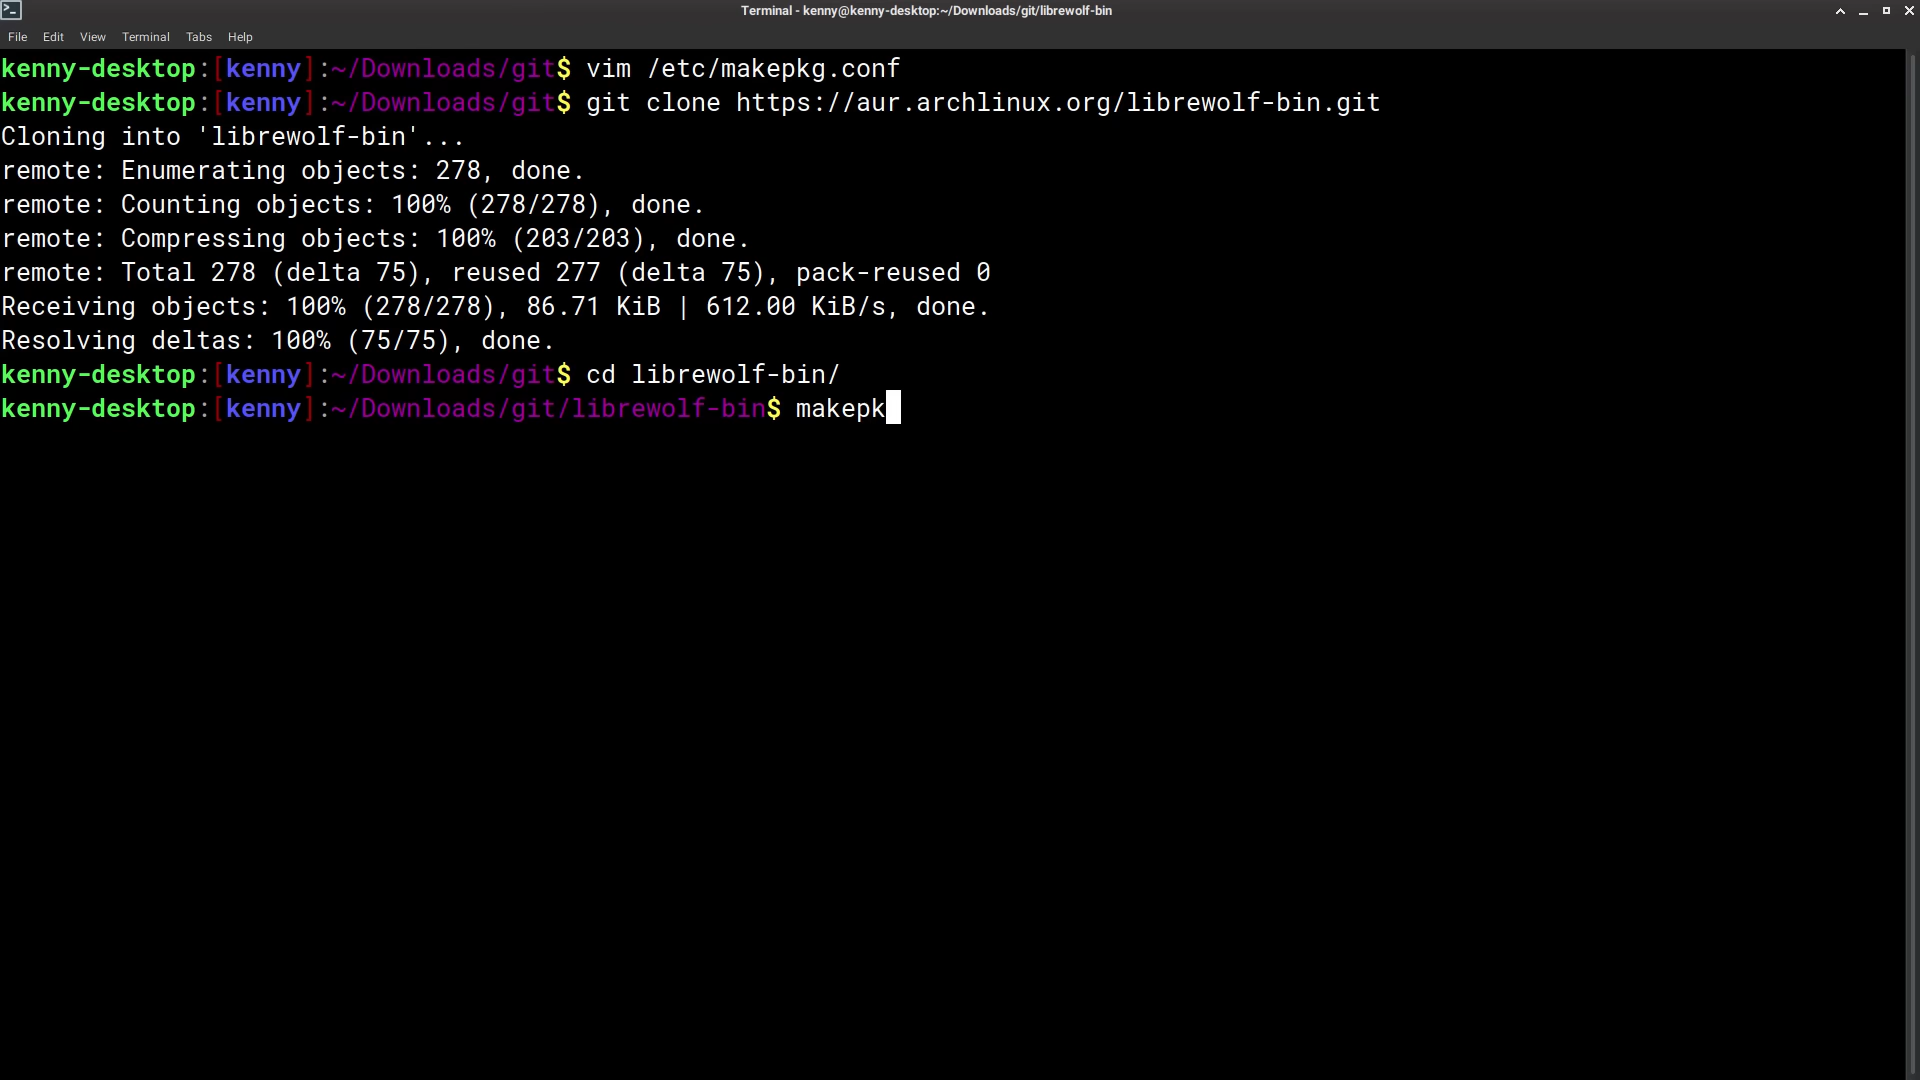 Terminal - kenny@kenny-desktop:~/Downloads/git/librewolf-bin
File Edit View Terminal Tabs Help
kenny-desktop:[kenny]:~/Downloads/git$ vim /etc/makepkg.conf
kenny-desktop:[kenny]:~/Downloads/git$ git clone https://aur.archlinux.org/librewolf-bin.git
Cloning into 'librewolf-bin'...
remote: Enumerating objects: 278, done.
remote: Counting objects: 100% (278/278), done.
remote: Compressing objects: 100% (203/203), done.
remote: Total 278 (delta 75), reused 277 (delta 75), pack-reused 0
Receiving objects: 100% (278/278), 86.71 KiB | 612.00 KiB/s, done.
Resolving deltas: 100% (75/75), done.
kenny-desktop:[kenny]:~/Downloads/git$ cd librewolf-bin/
kenny-desktop:[kenny]:~/Downloads/git/librewolf-bin$ makepk